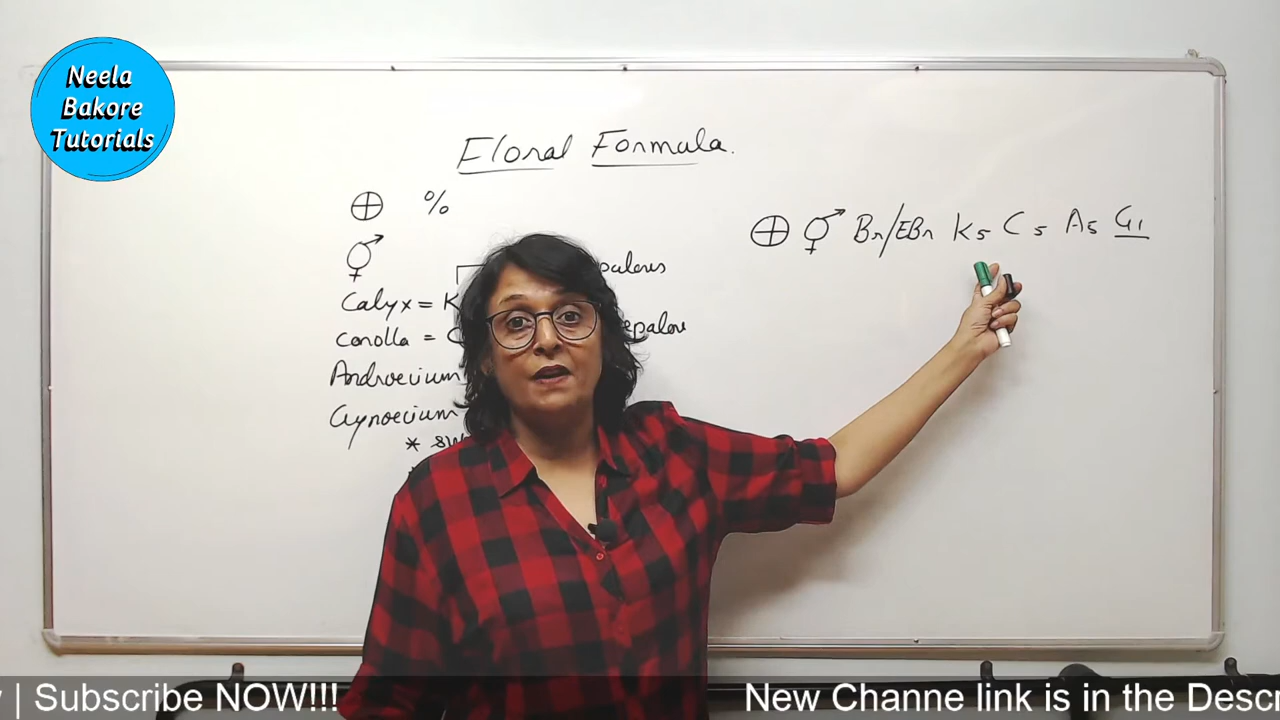 Neela
Bakore
Tutorials
Floral Formula.
⊕ %
⚥
Calyx = K
Corolla = C
Androecium
Gynoecium
*
⊕ ⚥ Br/EBr K5 C5 A5 G1
| Subscribe NOW!!!
New Channe link is in the Descr